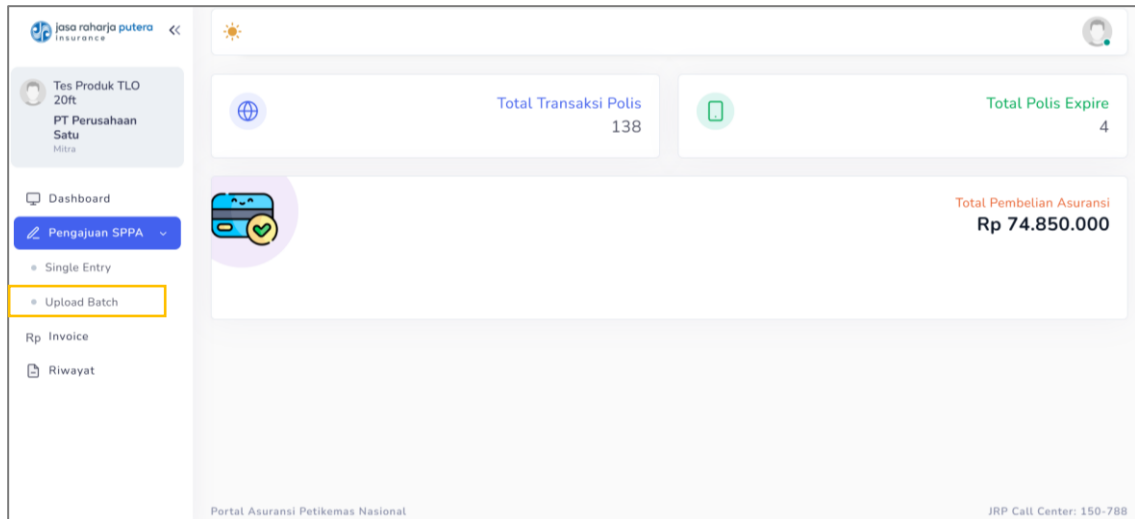 jasa raharja putera
insurance
Tes Produk TLO
20ft
PT Perusahaan
Satu
Mitra
Dashboard
Pengajuan SPPA
Single Entry
Upload Batch
Rp Invoice
Riwayat
Total Transaksi Polis
138
Total Polis Expire
4
Total Pembelian Asuransi
Rp 74.850.000
Portal Asuransi Petikemas Nasional
JRP Call Center: 150-788